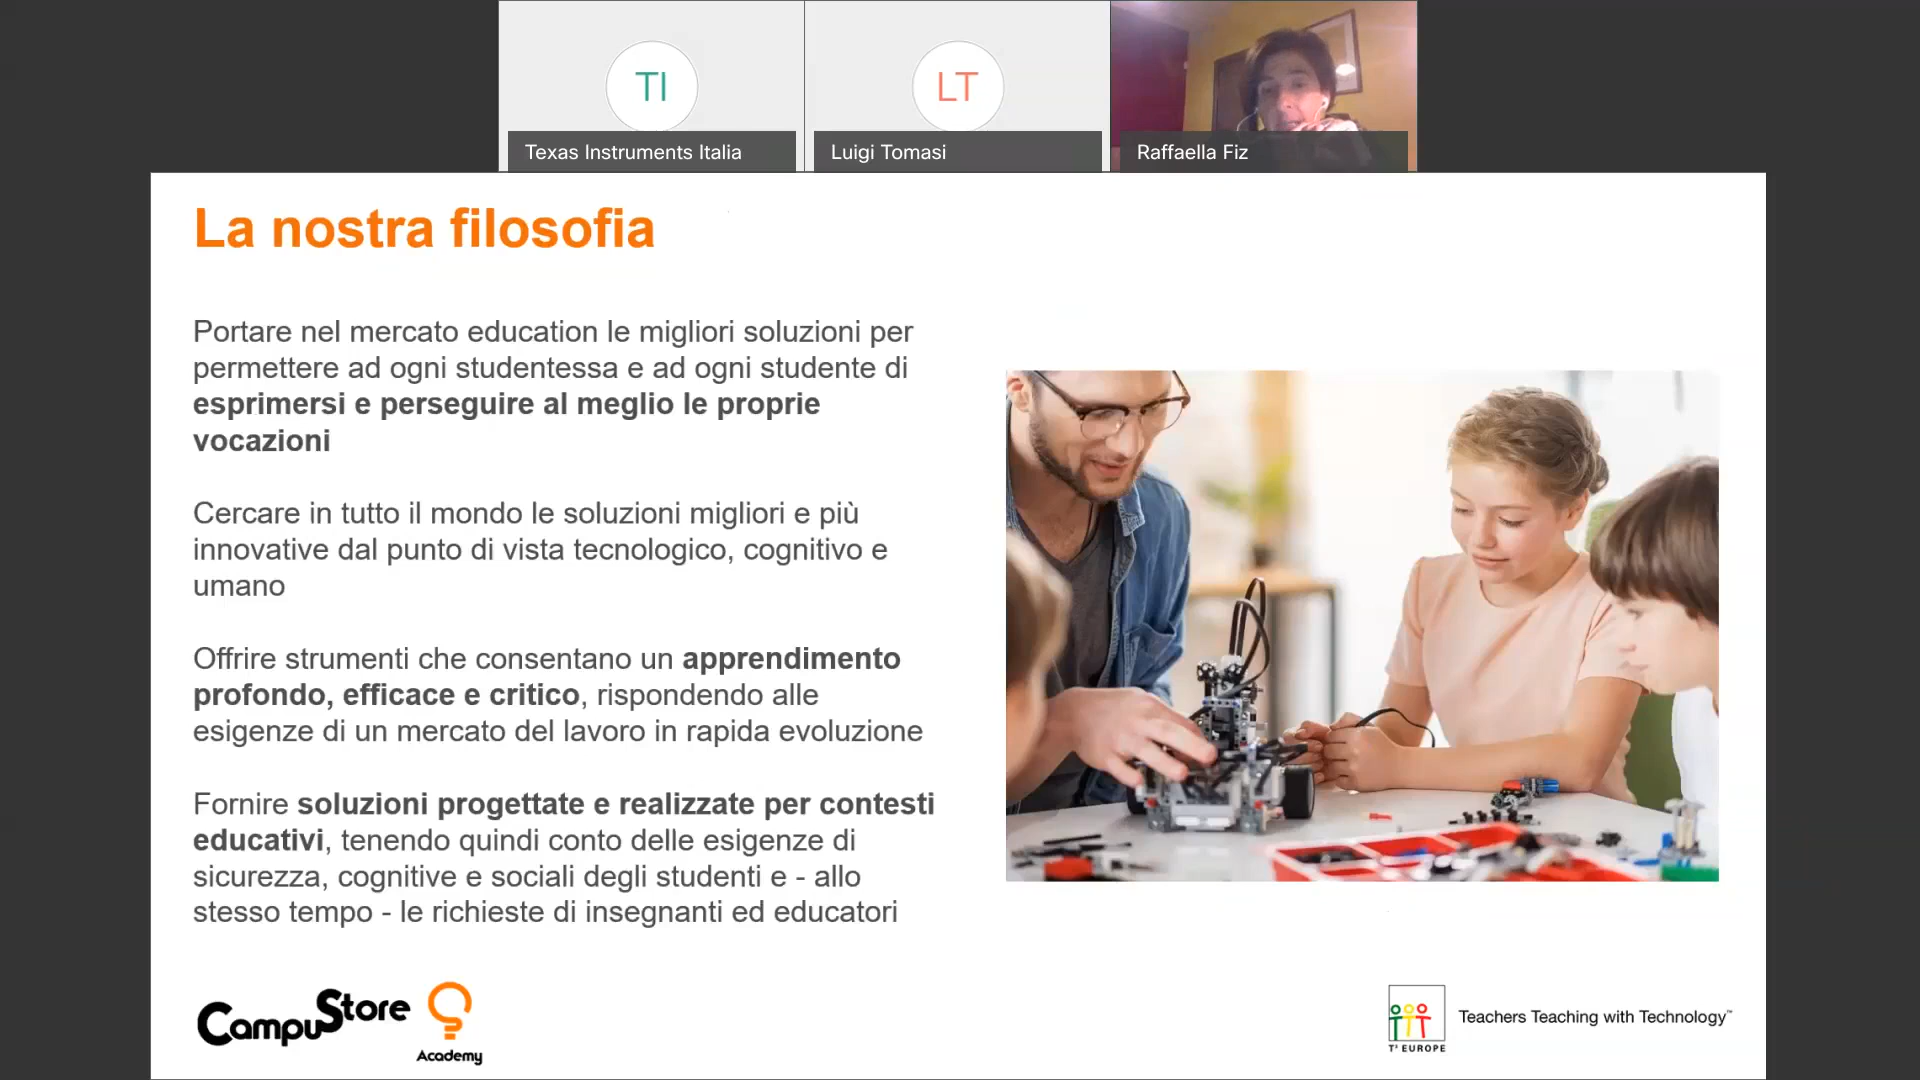 TI
LT
Texas Instruments Italia
Luigi Tomasi
Raffaella Fiz
La nostra filosofia
Portare nel mercato education le migliori soluzioni per
permettere ad ogni studentessa e ad ogni studente di
esprimersi e perseguire al meglio le proprie
vocazioni
Cercare in tutto il mondo le soluzioni migliori e più
innovative dal punto di vista tecnologico, cognitivo e
umano
Offrire strumenti che consentano un apprendimento
profondo, efficace e critico, rispondendo alle
esigenze di un mercato del lavoro in rapida evoluzione
Fornire soluzioni progettate e realizzate per contesti
educativi, tenendo quindi conto delle esigenze di
sicurezza, cognitive e sociali degli studenti e - allo
stesso tempo - le richieste di insegnanti ed educatori
CampuStore
Academy
T³ EUROPE
Teachers Teaching with Technology™